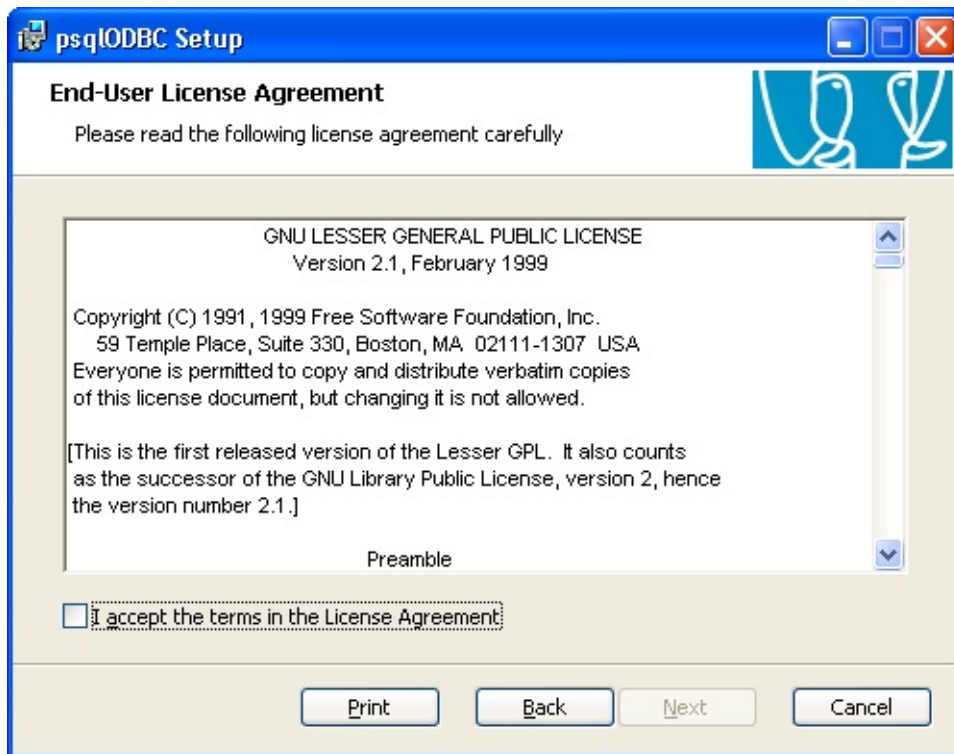 psqlODBC Setup
End-User License Agreement
Please read the following license agreement carefully
GNU LESSER GENERAL PUBLIC LICENSE
Version 2.1, February 1999
Copyright (C) 1991, 1999 Free Software Foundation, Inc.
59 Temple Place, Suite 330, Boston, MA  02111-1307  USA
Everyone is permitted to copy and distribute verbatim copies
of this license document, but changing it is not allowed.
[This is the first released version of the Lesser GPL.  It also counts
as the successor of the GNU Library Public License, version 2, hence
the version number 2.1.]
Preamble
I accept the terms in the License Agreement
Print Back Next Cancel